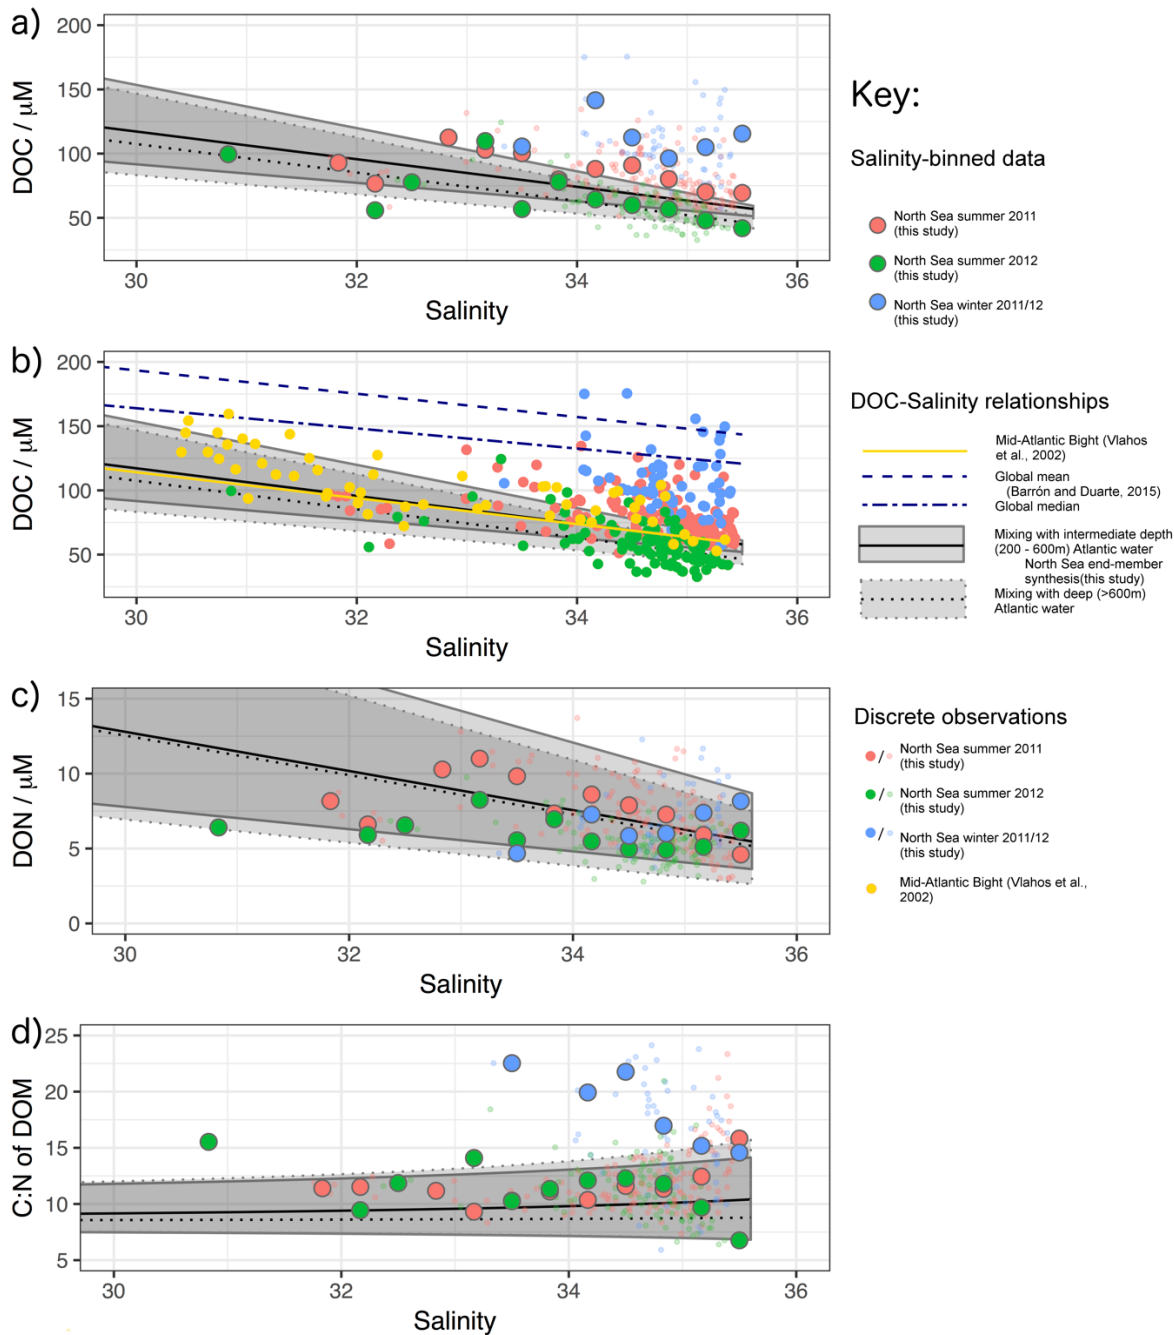 a)
200
150
100
50
DOC / μM
30
32
34
36
Salinity
Key:
Salinity-binned data
North Sea summer 2011
(this study)
North Sea summer 2012
(this study)
North Sea winter 2011/12
(this study)
b)
200
150
100
50
DOC / μM
30
32
34
36
Salinity
DOC-Salinity relationships
Mid-Atlantic Bight (Vlahos
et al., 2002)
Global mean
(Barrón and Duarte, 2015)
Global median
Mixing with intermediate depth
(200 - 600m) Atlantic water
North Sea end-member
synthesis(this study)
Mixing with deep (>600m)
Atlantic water
c)
15
10
5
0
DON / μM
30
32
34
36
Salinity
Discrete observations
/ North Sea summer 2011
(this study)
/ North Sea summer 2012
(this study)
/ North Sea winter 2011/12
(this study)
Mid-Atlantic Bight (Vlahos et al.,
2002)
d)
25
20
15
10
5
C:N of DOM
30
32
34
36
Salinity